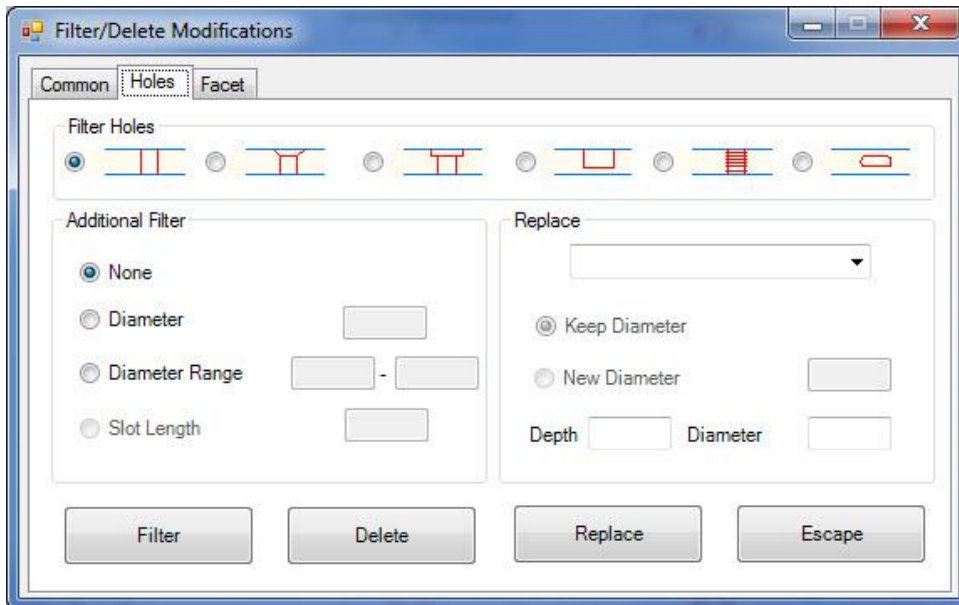 Filter/Delete Modifications
Common Holes Facet
Filter Holes
Additional Filter
None
Diameter
Diameter Range -
Slot Length
Replace
Keep Diameter
New Diameter
Depth Diameter
Filter Delete Replace Escape